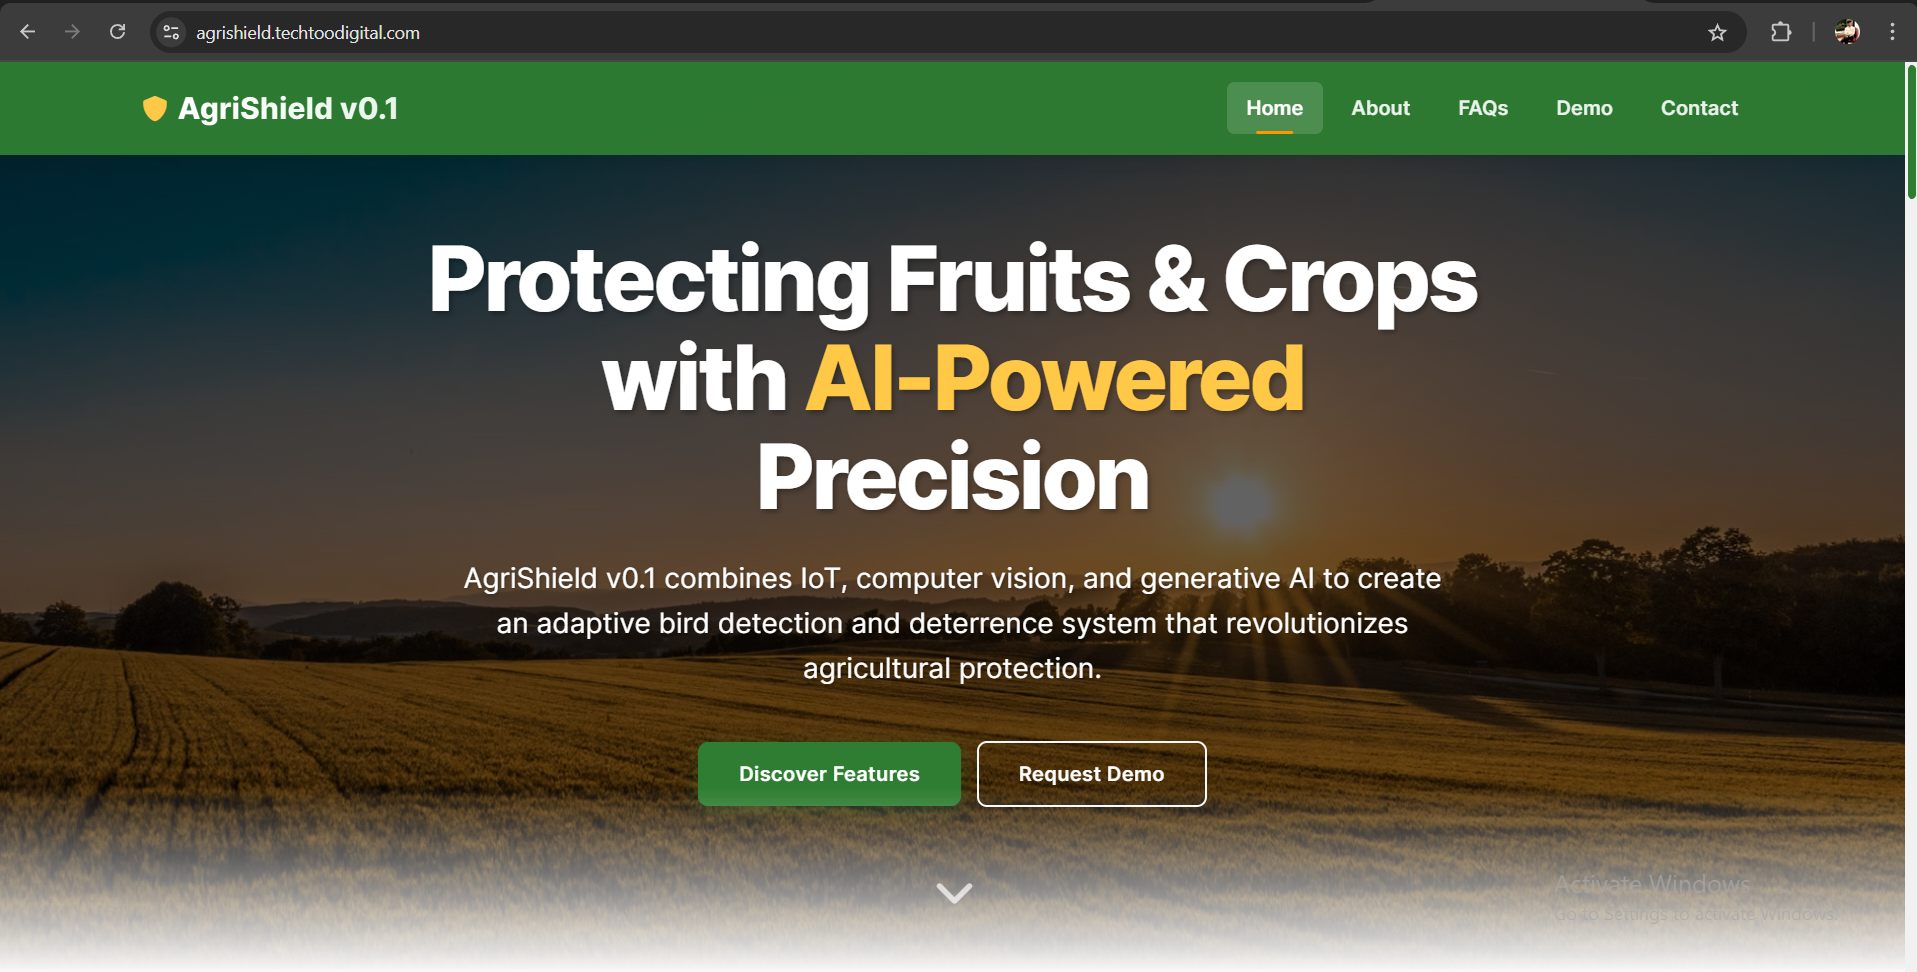 agrishield.techtoodigital.com
AgriShield v0.1
Home About FAQs Demo Contact
Protecting Fruits & Crops
with AI-Powered
Precision
AgriShield v0.1 combines IoT, computer vision, and generative AI to create
an adaptive bird detection and deterrence system that revolutionizes
agricultural protection.
Discover Features Request Demo
Activate Windows
Go to Settings to activate Windows.